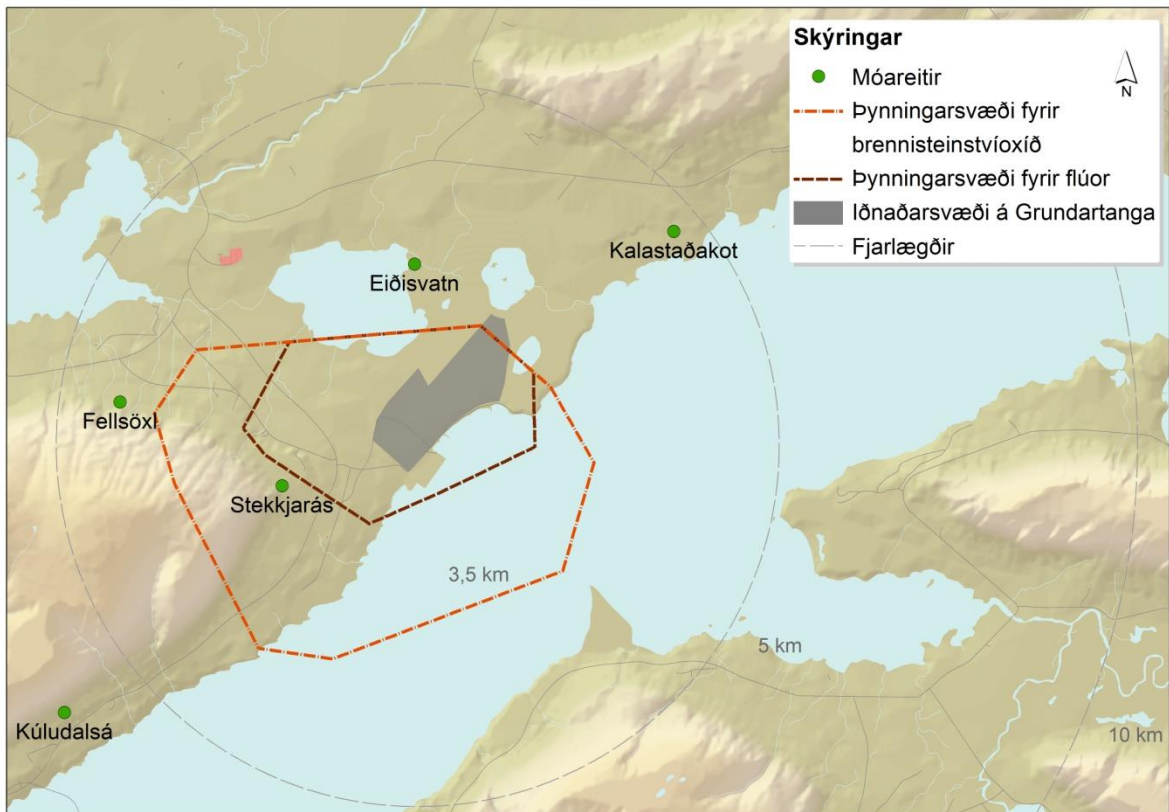 Skýringar
Móareitir
Þynningarsvæði fyrir
brennisteinstvíoxíð
Þynningarsvæði fyrir flúor
Iðnaðarsvæði á Grundartanga
Fjarlægðir
N
Kalastaðakot
Eiðisvatn
Fellsöxl
Stekkjarás
3,5 km
5 km
Kúludalsá
10 km